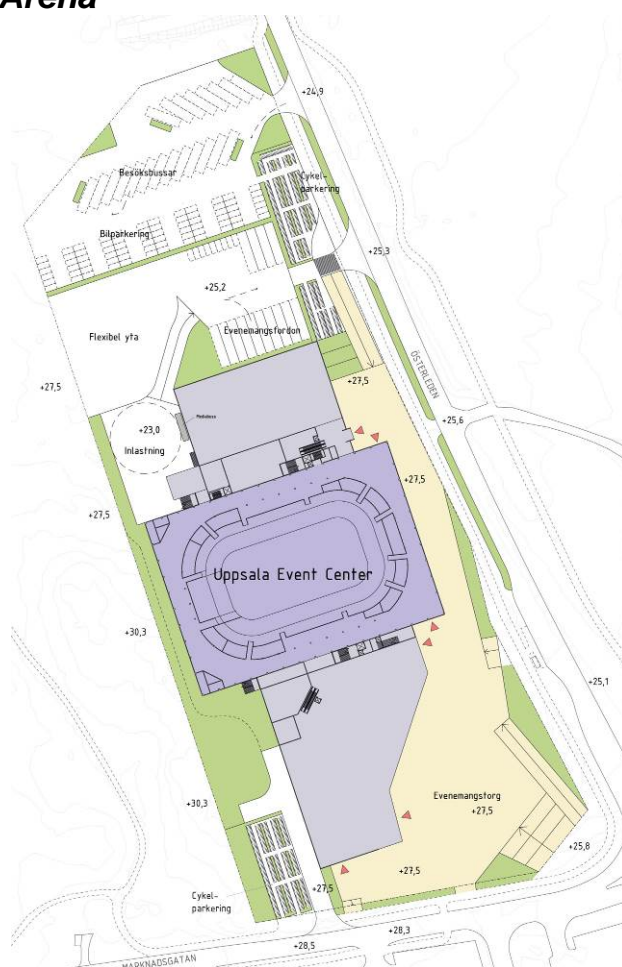 Arena
+24,9
Besöksbussar
Cykel-
parkering
Bilparkering
+25,3
+25,2
Flexibel yta
Evenemangsfordon
ÖSTERLEDEN
+27,5
+27,5
+25,6
+23,0
Inlastning
+27,5
+27,5
Uppsala Event Center
+30,3
+25,1
+30,3
Evenemangstorg
+27,5
+25,8
+27,5
+27,5
Cykel-
parkering
+28,3
+28,5
MARKNADSGATAN